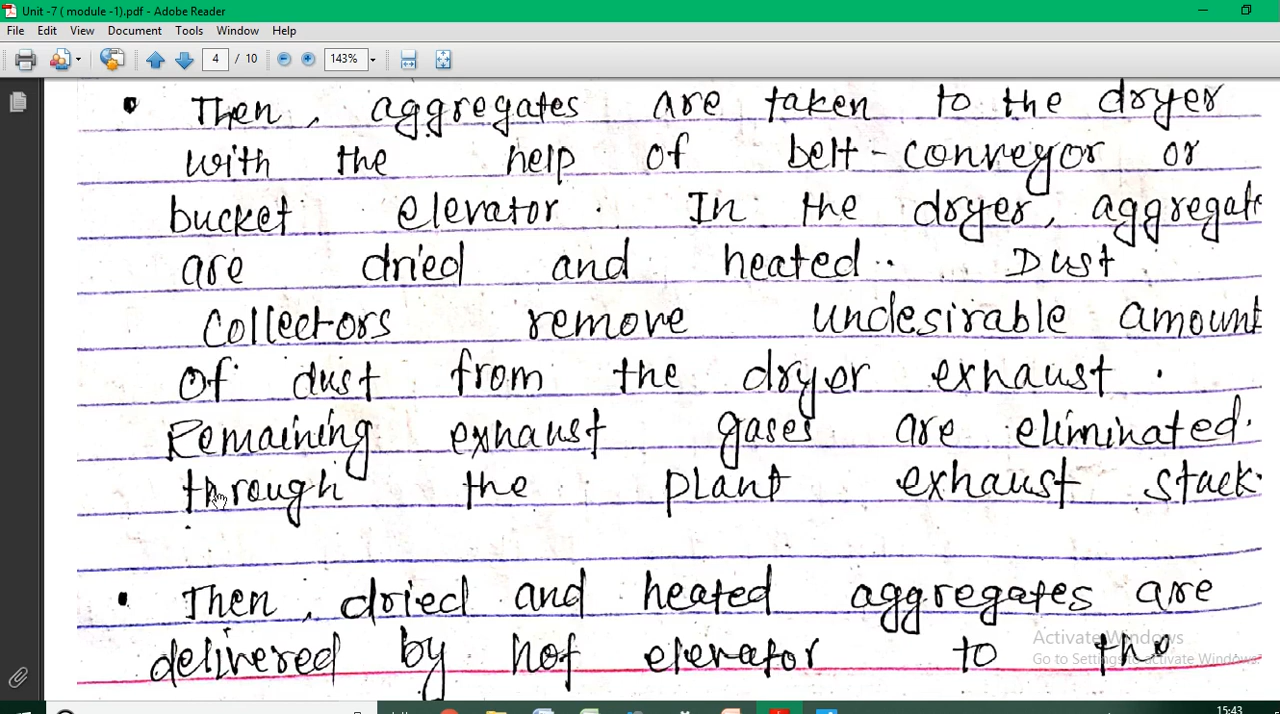 Unit -7 ( module -1).pdf - Adobe Reader
File Edit View Document Tools Window Help
4 / 10 143%
• Then, aggregates are taken to the dryer
with the help of belt-conveyor or
bucket elevator. In the dryer, aggregate
are dried and heated. Dust
Collectors remove undesirable amount
of dust from the dryer exhaust.
Remaining exhaust gases are eliminated
through the plant exhaust stack.
• Then, dried and heated aggregates are
delivered by hot elevator to the
Activate Windows
Go to Settings to activate Windows.
15:43